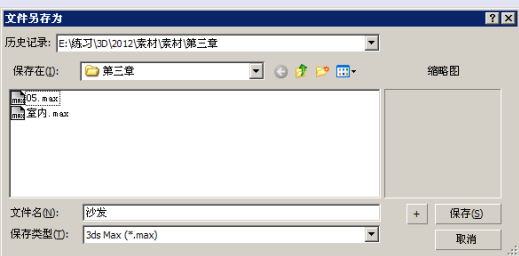 文件另存为
历史记录: E:\练习\3D\2012\素材\素材\第三章
保存在(I): 第三章 缩略图
05.max
室内.max
文件名(N): 沙发 + 保存(S)
保存类型(T): 3ds Max (*.max) 取消